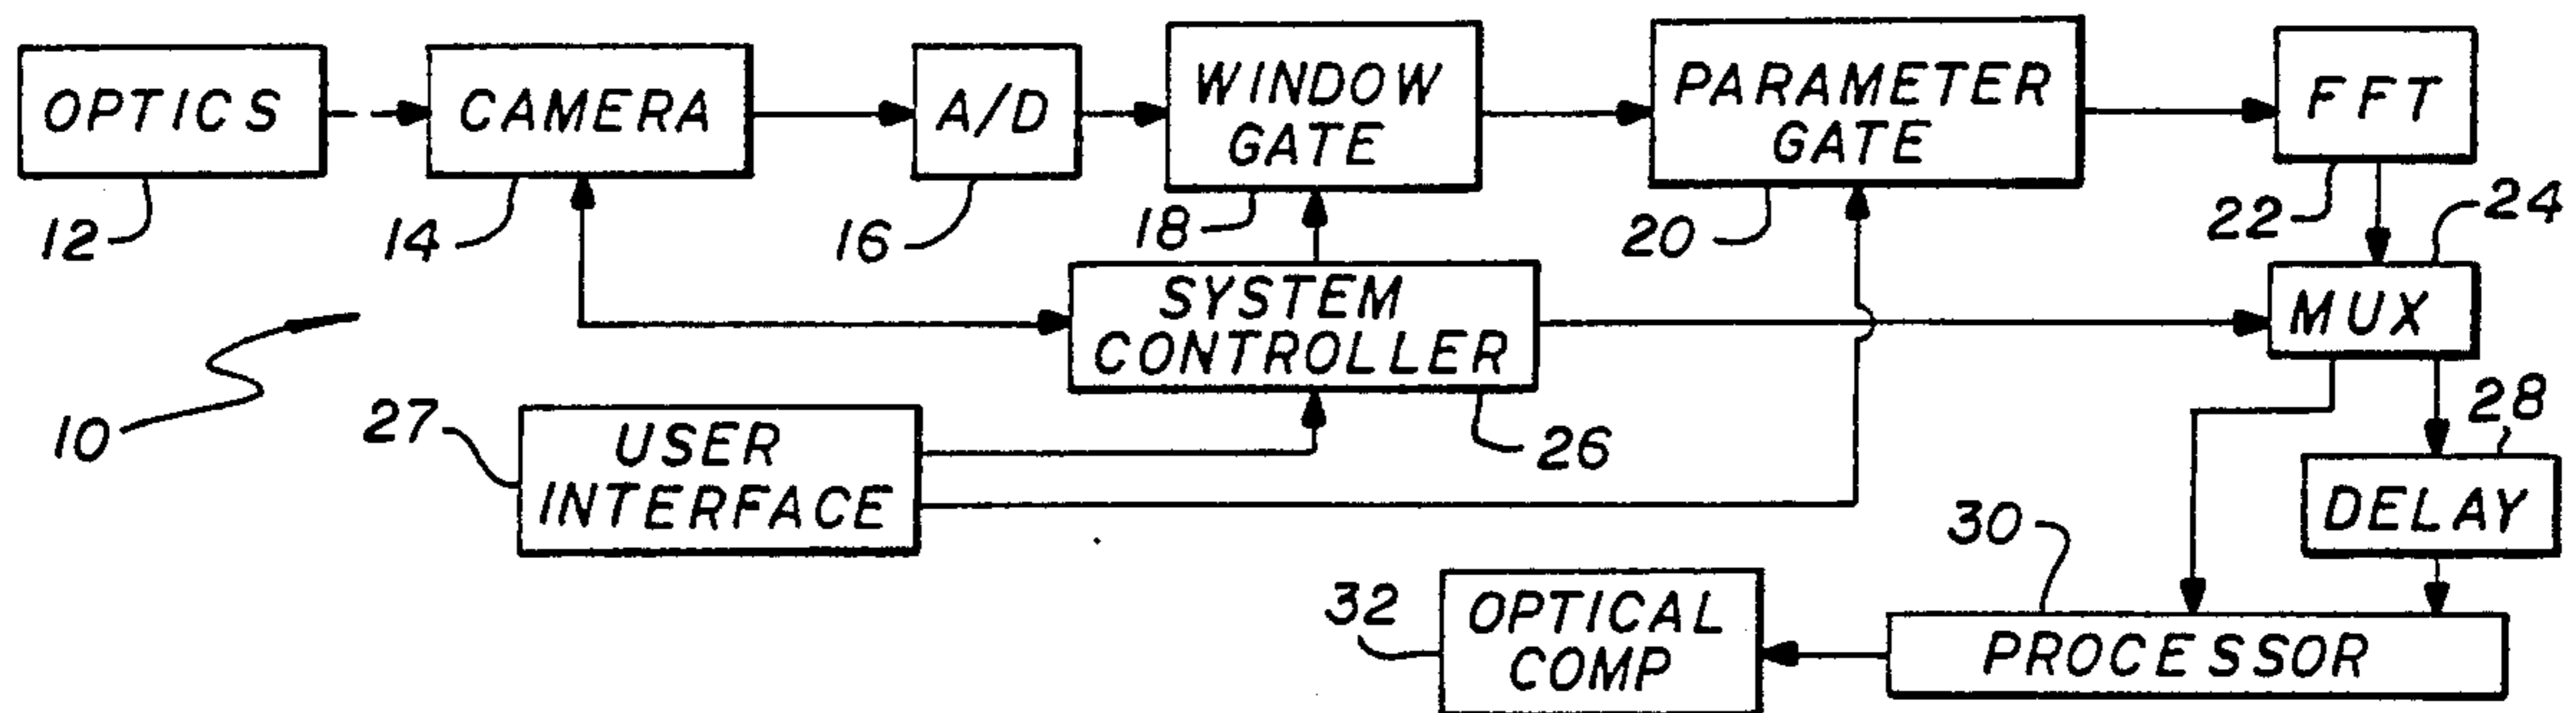 OPTICS
CAMERA
A/D
WINDOW
GATE
PARAMETER
GATE
FFT
12
14
16
18
20
22
24
SYSTEM
CONTROLLER
MUX
10
27
USER
INTERFACE
26
28
DELAY
30
32
OPTICAL
COMP
PROCESSOR